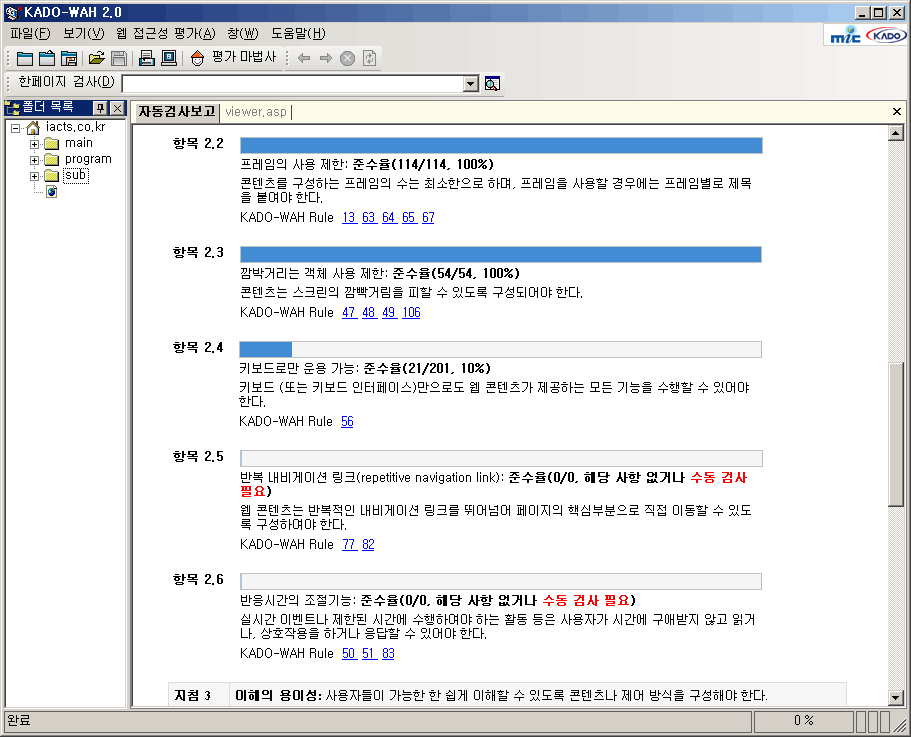 KADO-WAH 2.0
파일(F) 보기(V) 웹 접근성 평가(A) 창(W) 도움말(H)
mic KADO
평가 마법사
한페이지 검사(D)
폴더 목록
자동검사보고 viewer.asp
iacts.co.kr
main
program
sub
항목 2.2
프레임의 사용 제한: 준수율(114/114, 100%)
콘텐츠를 구성하는 프레임의 수는 최소한으로 하며, 프레임을 사용할 경우에는 프레임별로 제목
을 붙여야 한다.
KADO-WAH Rule 13 63 64 65 67
항목 2.3
깜박거리는 객체 사용 제한: 준수율(54/54, 100%)
콘텐츠는 스크린의 깜빡거림을 피할 수 있도록 구성되어야 한다.
KADO-WAH Rule 47 48 49 106
항목 2.4
키보드로만 운용 가능: 준수율(21/201, 10%)
키보드 (또는 키보드 인터페이스)만으로도 웹 콘텐츠가 제공하는 모든 기능을 수행할 수 있어야
한다.
KADO-WAH Rule 56
항목 2.5
반복 내비게이션 링크(repetitive navigation link): 준수율(0/0, 해당 사항 없거나 수동 검사
필요)
웹 콘텐츠는 반복적인 내비게이션 링크를 뛰어넘어 페이지의 핵심부분으로 직접 이동할 수 있도
록 구성하여야 한다.
KADO-WAH Rule 77 82
항목 2.6
반응시간의 조절기능: 준수율(0/0, 해당 사항 없거나 수동 검사 필요)
실시간 이벤트나 제한된 시간에 수행하여야 하는 활동 등은 사용자가 시간에 구애받지 않고 읽거
나, 상호작용을 하거나 응답할 수 있어야 한다.
KADO-WAH Rule 50 51 83
지침 3 이해의 용이성: 사용자들이 가능한 한 쉽게 이해할 수 있도록 콘텐츠나 제어 방식을 구성해야 한다.
완료 0 %